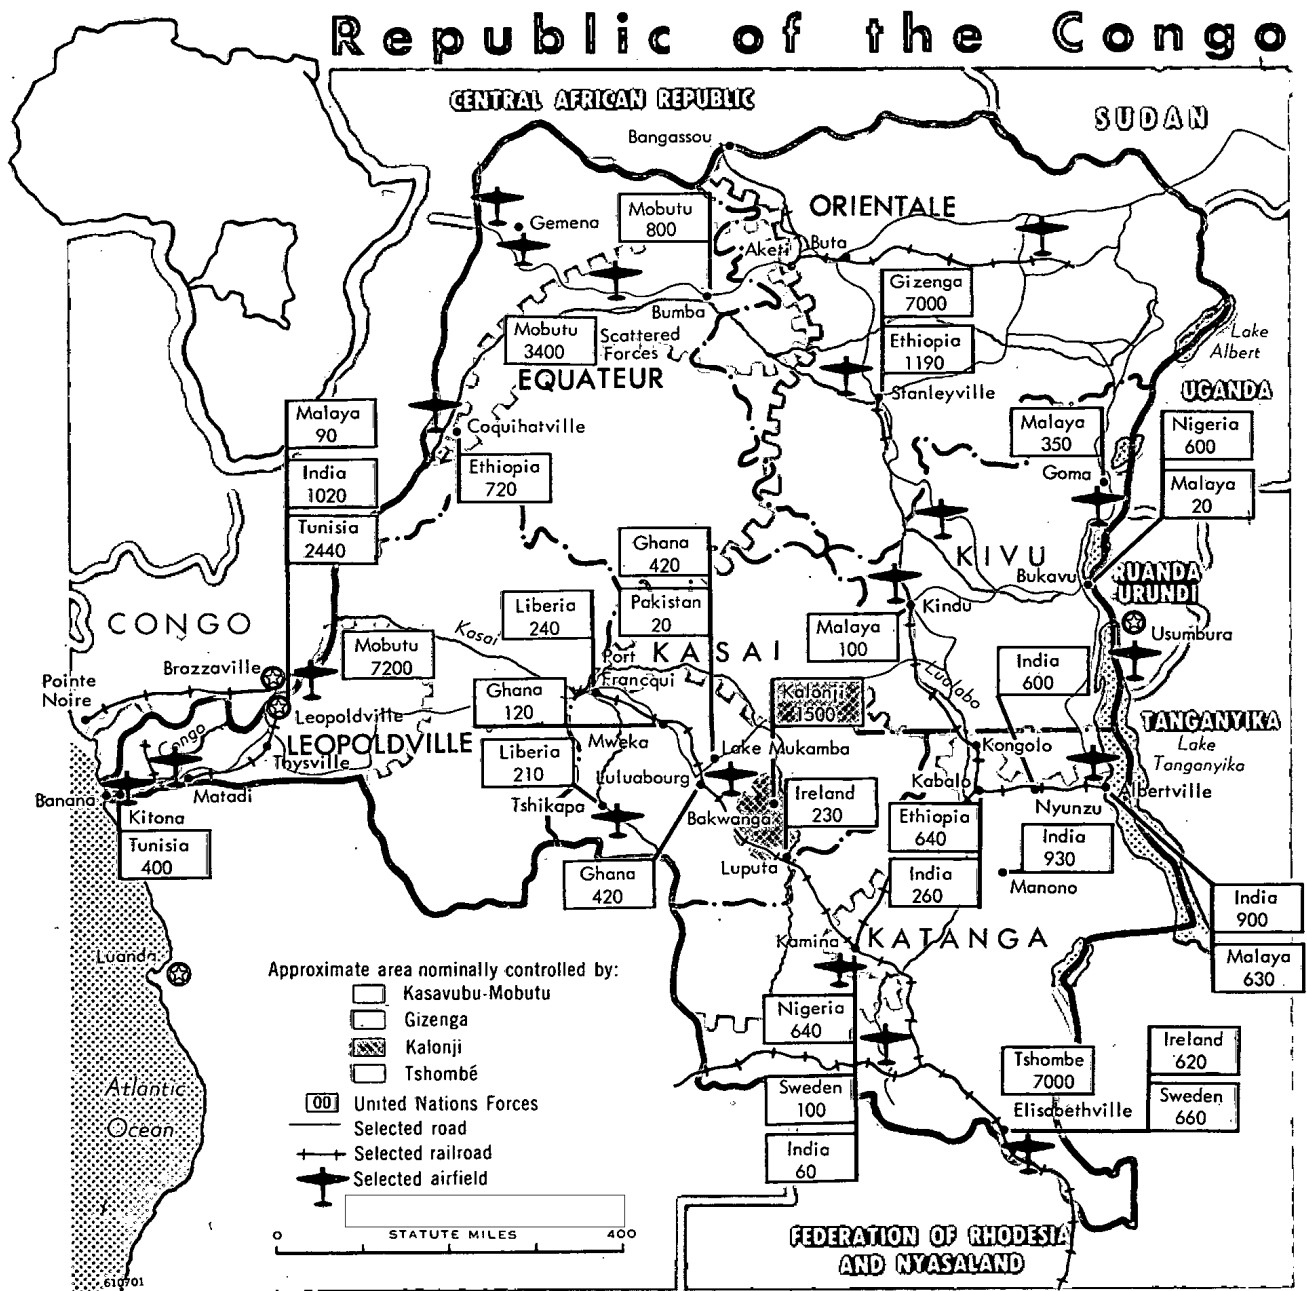 Republic of the Congo
CENTRAL AFRICAN REPUBLIC
SUDAN
Bangassou
ORIENTALE
Gemena
Mobutu
800
Aketi
Buta
Gizenga
7000
Bumba
Mobutu
3400
Scattered
Forces
Ethiopia
1190
Lake
Albert
EQUATEUR
Stanleyville
UGANDA
Malaya
90
Coquihatville
Malaya
350
Nigeria
600
India
1020
Ethiopia
720
Goma
Malaya
20
Tunisia
2440
Ghana
420
KIVU
Bukavu
RUANDA
URUNDI
CONGO
Liberia
240
Pakistan
20
Kindu
Usumbura
Kasai
Malaya
100
Mobutu
7200
Brazzaville
Port
Francqui
KASAI
India
600
Pointe
Noire
Ghana
120
Kalonji
1500
Lualaba
Leopoldville
TANGANYIKA
Congo
LEOPOLDVILLE
Mweka
Lake Mukamba
Kongolo
Lake
Tanganyika
Thysville
Liberia
210
Luluabourg
Kabalo
Banana
Matadi
Tshikapa
Bakwanga
Ireland
230
Nyunzu
Albertville
Kitona
Ethiopia
640
India
930
Tunisia
400
Ghana
420
Luputa
India
260
Manono
India
900
Kamina
KATANGA
Malaya
630
Luanda
Approximate area nominally controlled by:
Kasavubu-Mobutu
Gizenga
Kalonji
Tshombé
00 United Nations Forces
Selected road
Selected railroad
Selected airfield
Nigeria
640
Ireland
620
Tshombe
7000
Atlantic
Ocean
Sweden
100
Elisabethville
Sweden
660
India
60
0 STATUTE MILES 400
FEDERATION OF RHODESIA
AND NYASALAND
610701